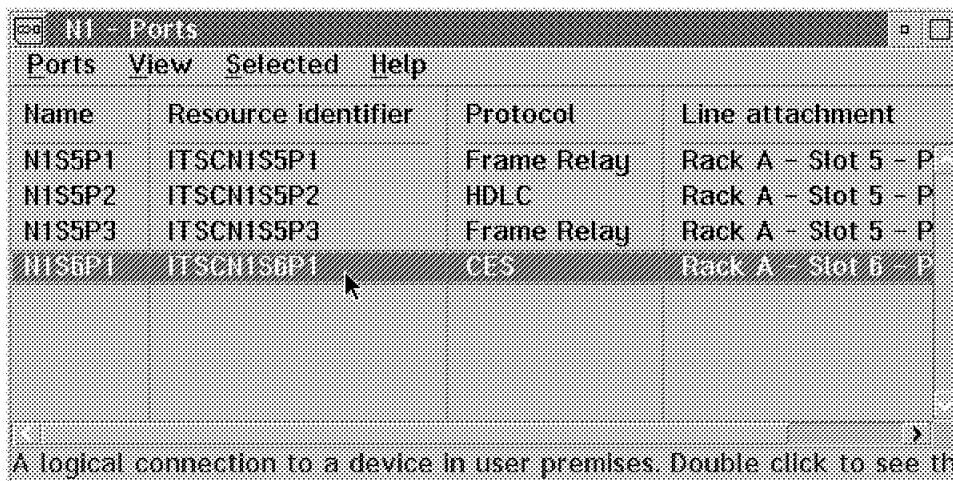 N1 - Ports
Ports View Selected Help
Name Resource identifier Protocol Line attachment
N1S5P1 ITSCN1S5P1 Frame Relay Rack A - Slot 5 - P
N1S5P2 ITSCN1S5P2 HDLC Rack A - Slot 5 - P
N1S5P3 ITSCN1S5P3 Frame Relay Rack A - Slot 5 - P
N1S6P1 ITSCN1S6P1 CES Rack A - Slot 6 - P
A logical connection to a device in user premises. Double click to see th